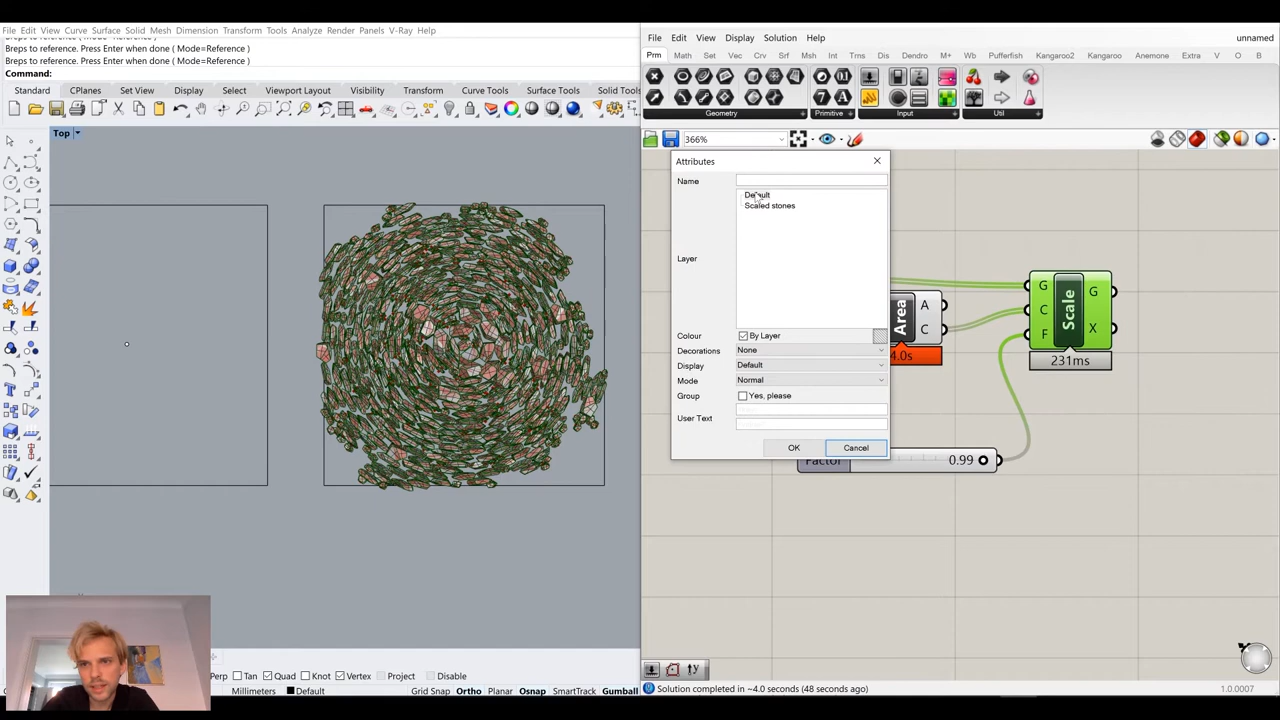 File Edit View Curve Surface Solid Mesh Dimension Transform Tools Analyze Render Panels V-Ray Help
Breps to reference. Press Enter when done ( Mode=Reference )
Breps to reference. Press Enter when done ( Mode=Reference )
Command:
Standard CPlanes Set View Display Select Viewport Layout Visibility Transform Curve Tools Surface Tools Solid Tools
Top
Perp Tan Quad Knot Vertex Project Disable
Millimeters Default Grid Snap Ortho Planar Osnap SmartTrack Gumball
File Edit View Display Solution Help unnamed
Prm Math Set Vec Crv Srf Msh Int Trns Dis Dendro M+ Wb Pufferfish Kangaroo2 Kangaroo Anemone Extra V O B
Geometry Primitive Input Util
366%
Attributes
Name
Default
Scaled stones
Layer
Colour By Layer
Decorations None
Display Default
Mode Normal
Group Yes, please
User Text
OK Cancel
Area A C
4.0s
G C F Scale G X
231ms
Factor 0.99
Solution completed in ~4.0 seconds (48 seconds ago) 1.0.0007